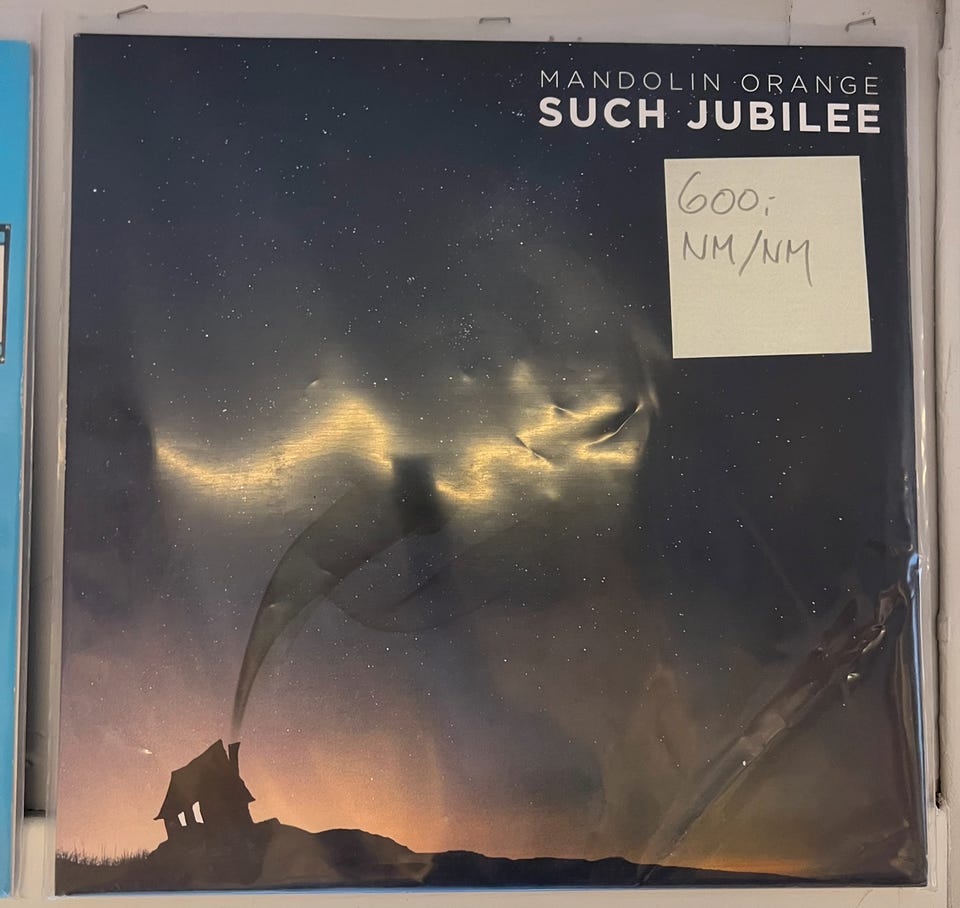 MANDOLIN ORANGE
SUCH JUBILEE
600:-
NM/NM